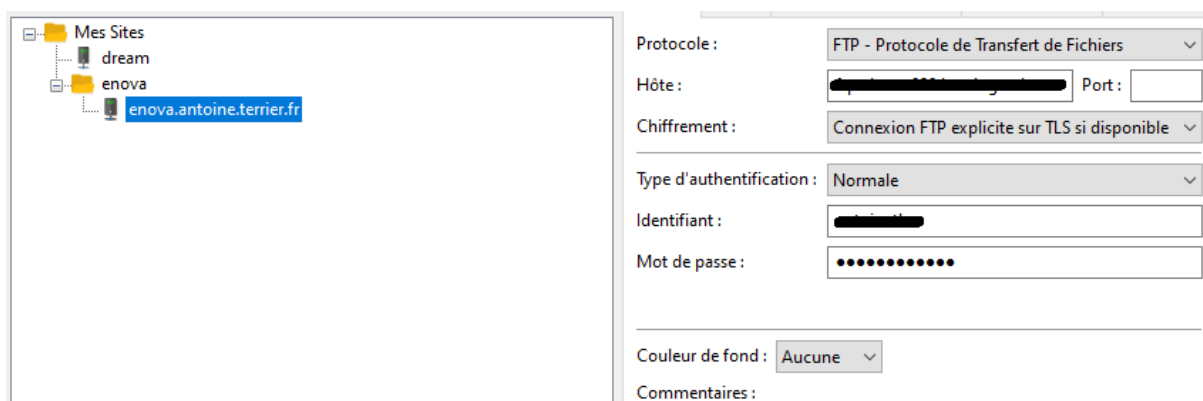 Mes Sites
dream
enova
enova.antoine.terrier.fr
Protocole : FTP - Protocole de Transfert de Fichiers
Hôte : Port :
Chiffrement : Connexion FTP explicite sur TLS si disponible
Type d'authentification : Normale
Identifiant :
Mot de passe : ●●●●●●●●●●●●
Couleur de fond : Aucune
Commentaires :